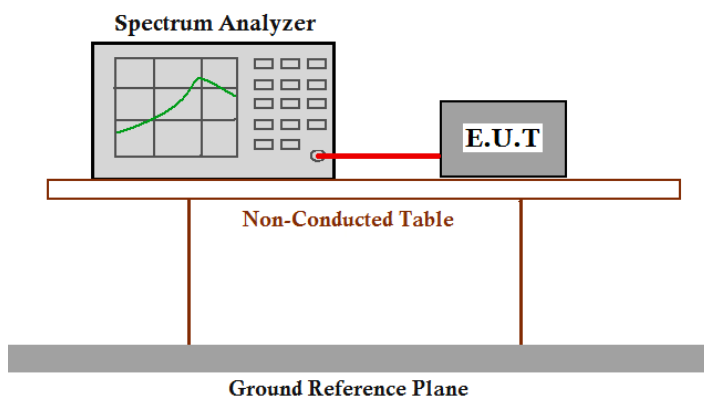 Spectrum Analyzer
E.U.T
Non-Conducted Table
Ground Reference Plane